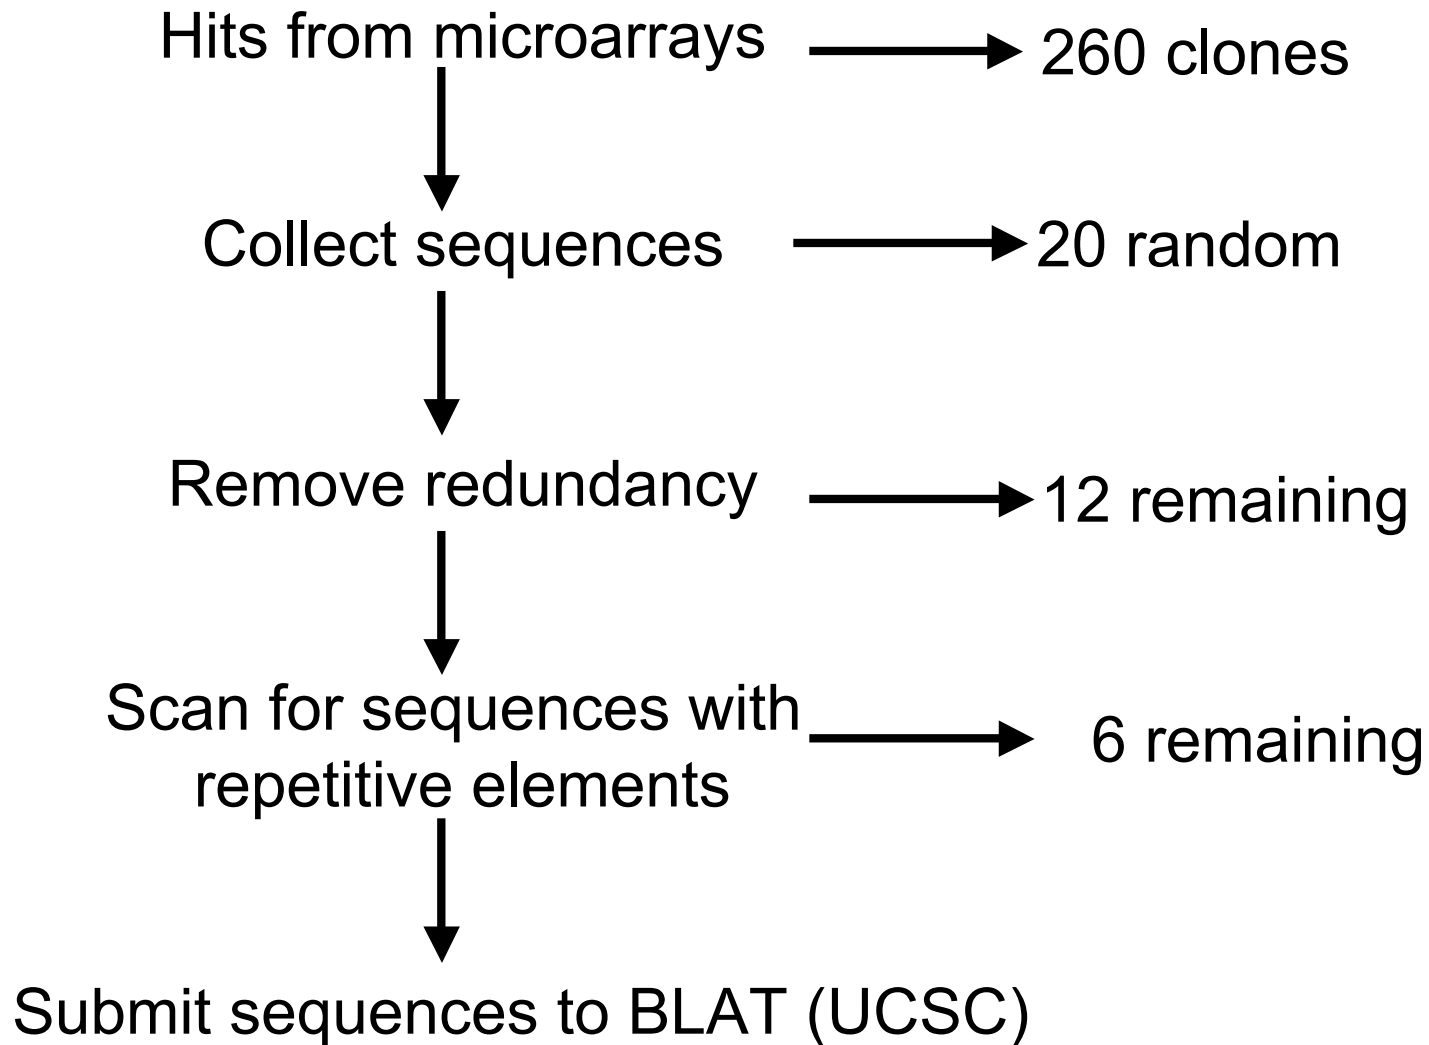 Hits from microarrays
260 clones
Collect sequences
20 random
Remove redundancy
12 remaining
Scan for sequences with
repetitive elements
6 remaining
Submit sequences to BLAT (UCSC)